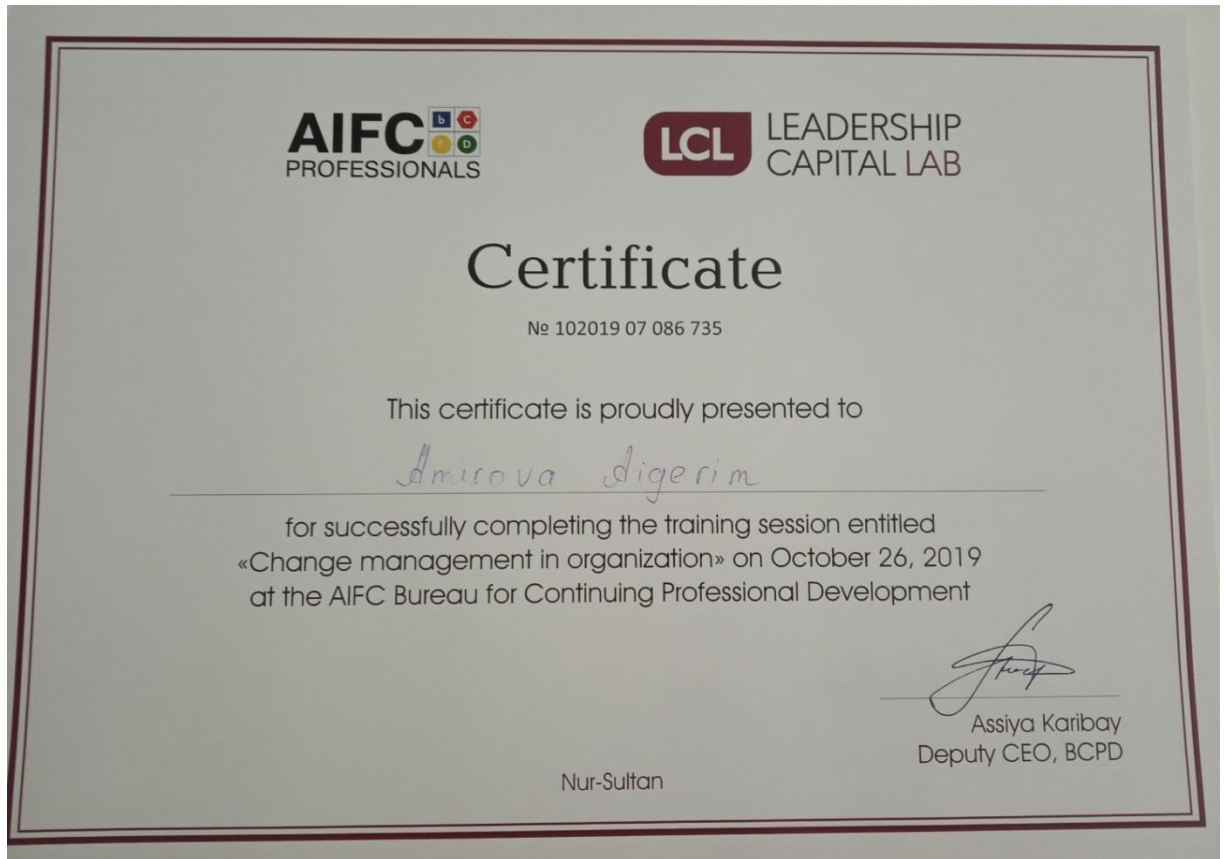 AIFC
b C
P D
PROFESSIONALS
LCL
LEADERSHIP
CAPITAL LAB
Certificate
№ 102019 07 086 735
This certificate is proudly presented to
Amirova Aigerim
for successfully completing the training session entitled
«Change management in organization» on October 26, 2019
at the AIFC Bureau for Continuing Professional Development
Assiya Karibay
Deputy CEO, BCPD
Nur-Sultan